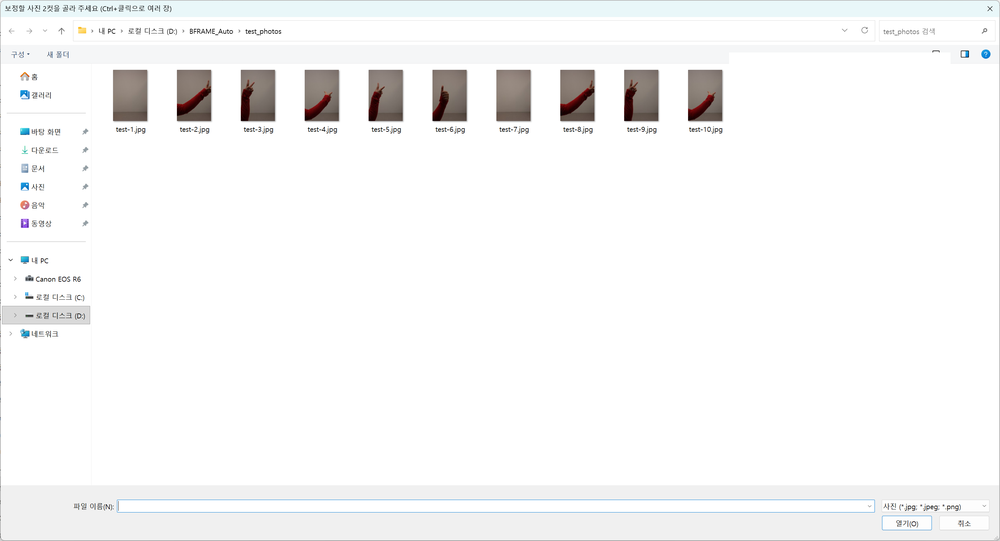 보정할 사진 2컷을 골라 주세요 (Ctrl+클릭으로 여러 장)
내 PC > 로컬 디스크 (D:) > BFRAME_Auto > test_photos
test_photos 검색
구성
새 폴더
홈
갤러리
바탕 화면
다운로드
문서
사진
음악
동영상
내 PC
Canon EOS R6
로컬 디스크 (C:)
로컬 디스크 (D:)
네트워크
test-1.jpg
test-2.jpg
test-3.jpg
test-4.jpg
test-5.jpg
test-6.jpg
test-7.jpg
test-8.jpg
test-9.jpg
test-10.jpg
파일 이름(N):
사진 (*.jpg; *.jpeg; *.png)
열기(O)
취소